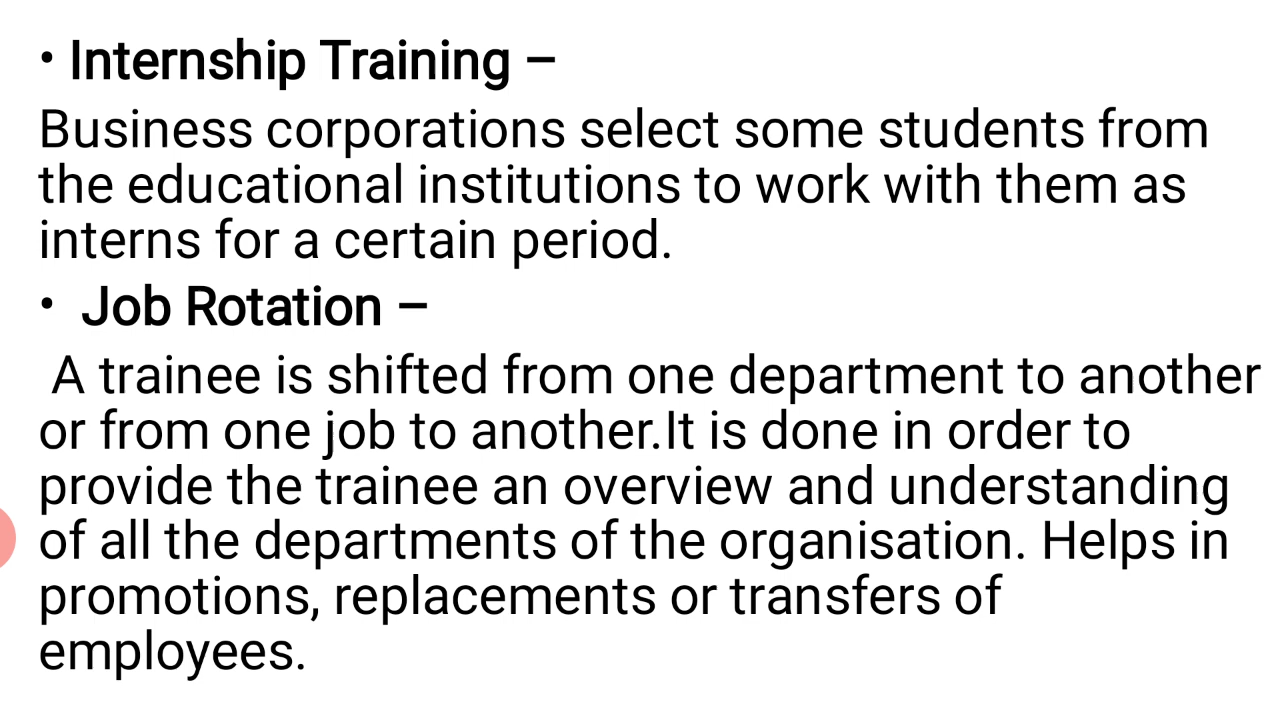 • Internship Training –
Business corporations select some students from
the educational institutions to work with them as
interns for a certain period.
• Job Rotation –
A trainee is shifted from one department to another
or from one job to another.It is done in order to
provide the trainee an overview and understanding
of all the departments of the organisation. Helps in
promotions, replacements or transfers of
employees.